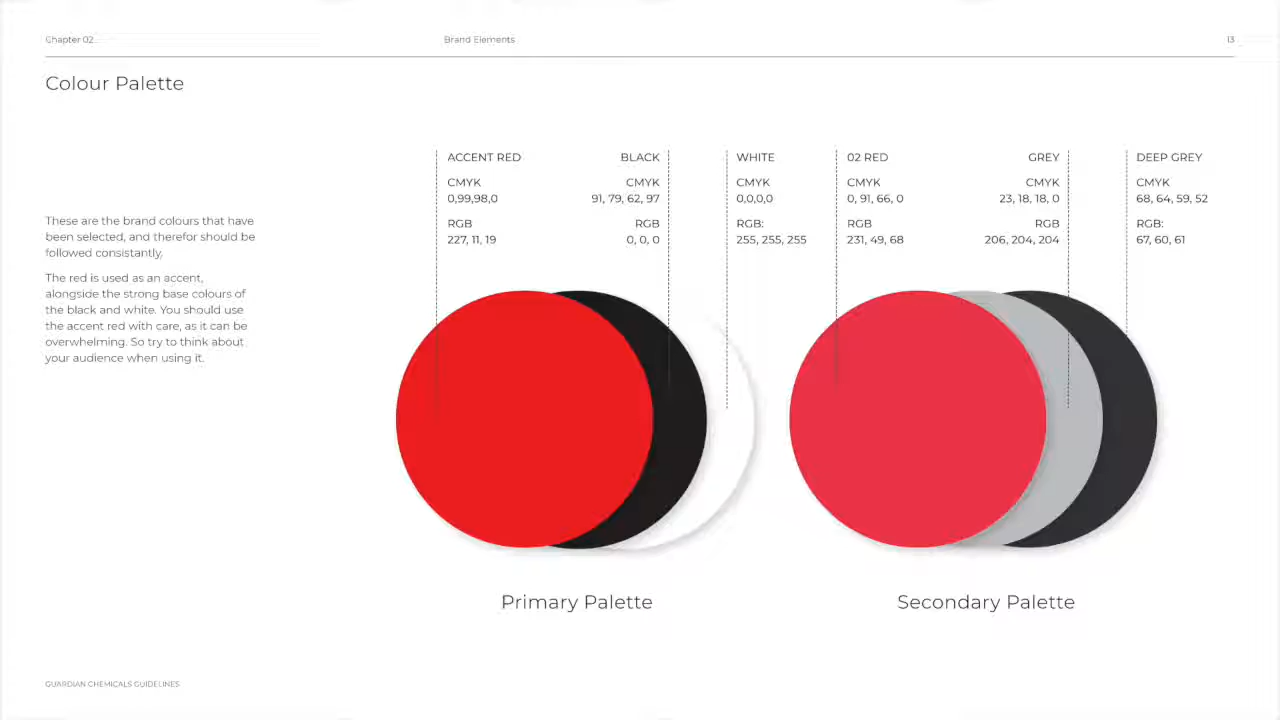 Chapter 02
Brand Elements
13
Colour Palette
These are the brand colours that have
been selected, and therefor should be
followed consistantly.
The red is used as an accent,
alongside the strong base colours of
the black and white. You should use
the accent red with care, as it can be
overwhelming. So try to think about
your audience when using it.
ACCENT RED
CMYK
0,99,98,0
RGB
227, 11, 19
BLACK
CMYK
91, 79, 62, 97
RGB
0, 0, 0
WHITE
CMYK
0,0,0,0
RGB:
255, 255, 255
02 RED
CMYK
0, 91, 66, 0
RGB
231, 49, 68
GREY
CMYK
23, 18, 18, 0
RGB
206, 204, 204
DEEP GREY
CMYK
68, 64, 59, 52
RGB:
67, 60, 61
Primary Palette
Secondary Palette
GUARDIAN CHEMICALS GUIDELINES